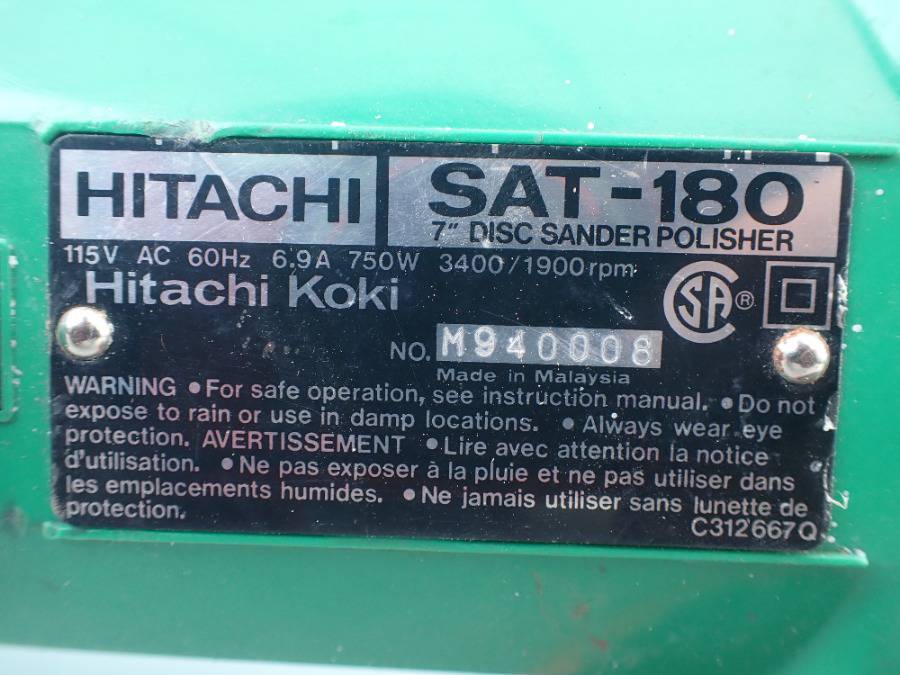 HITACHI
SAT-180
7" DISC SANDER POLISHER
115V AC 60Hz 6.9A 750W 3400/1900rpm
Hitachi Koki
SA ®
NO. M940008
Made in Malaysia
WARNING •For safe operation, see instruction manual. •Do not
expose to rain or use in damp locations. •Always wear eye
protection. AVERTISSEMENT •Lire avec attention la notice
d'utilisation. •Ne pas exposer à la pluie et ne pas utiliser dans
les emplacements humides. •Ne jamais utiliser sans lunette de
protection.
C312667Q